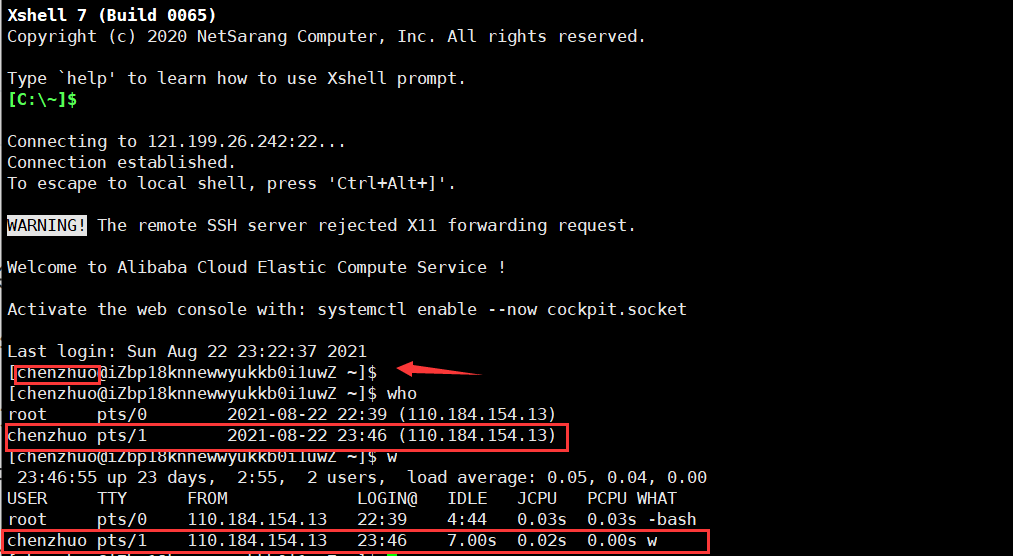 Xshell 7 (Build 0065)
Copyright (c) 2020 NetSarang Computer, Inc. All rights reserved.
Type `help' to learn how to use Xshell prompt.
[C:\~]$
Connecting to 121.199.26.242:22...
Connection established.
To escape to local shell, press 'Ctrl+Alt+]'.
WARNING! The remote SSH server rejected X11 forwarding request.
Welcome to Alibaba Cloud Elastic Compute Service !
Activate the web console with: systemctl enable --now cockpit.socket
Last login: Sun Aug 22 23:22:37 2021
[chenzhuo@iZbp18knnewwyukkb0i1uwZ ~]$
[chenzhuo@iZbp18knnewwyukkb0i1uwZ ~]$ who
root     pts/0        2021-08-22 22:39 (110.184.154.13)
chenzhuo pts/1        2021-08-22 23:46 (110.184.154.13)
[chenzhuo@iZbp18knnewwyukkb0i1uwZ ~]$ w
 23:46:55 up 23 days,  2:55,  2 users,  load average: 0.05, 0.04, 0.00
USER     TTY      FROM             LOGIN@   IDLE   JCPU   PCPU WHAT
root     pts/0    110.184.154.13   22:39    4:44   0.03s  0.03s -bash
chenzhuo pts/1    110.184.154.13   23:46    7.00s  0.02s  0.00s w
[chenzhuo@iZbp18knnewwyukkb0i1uwZ ~]$